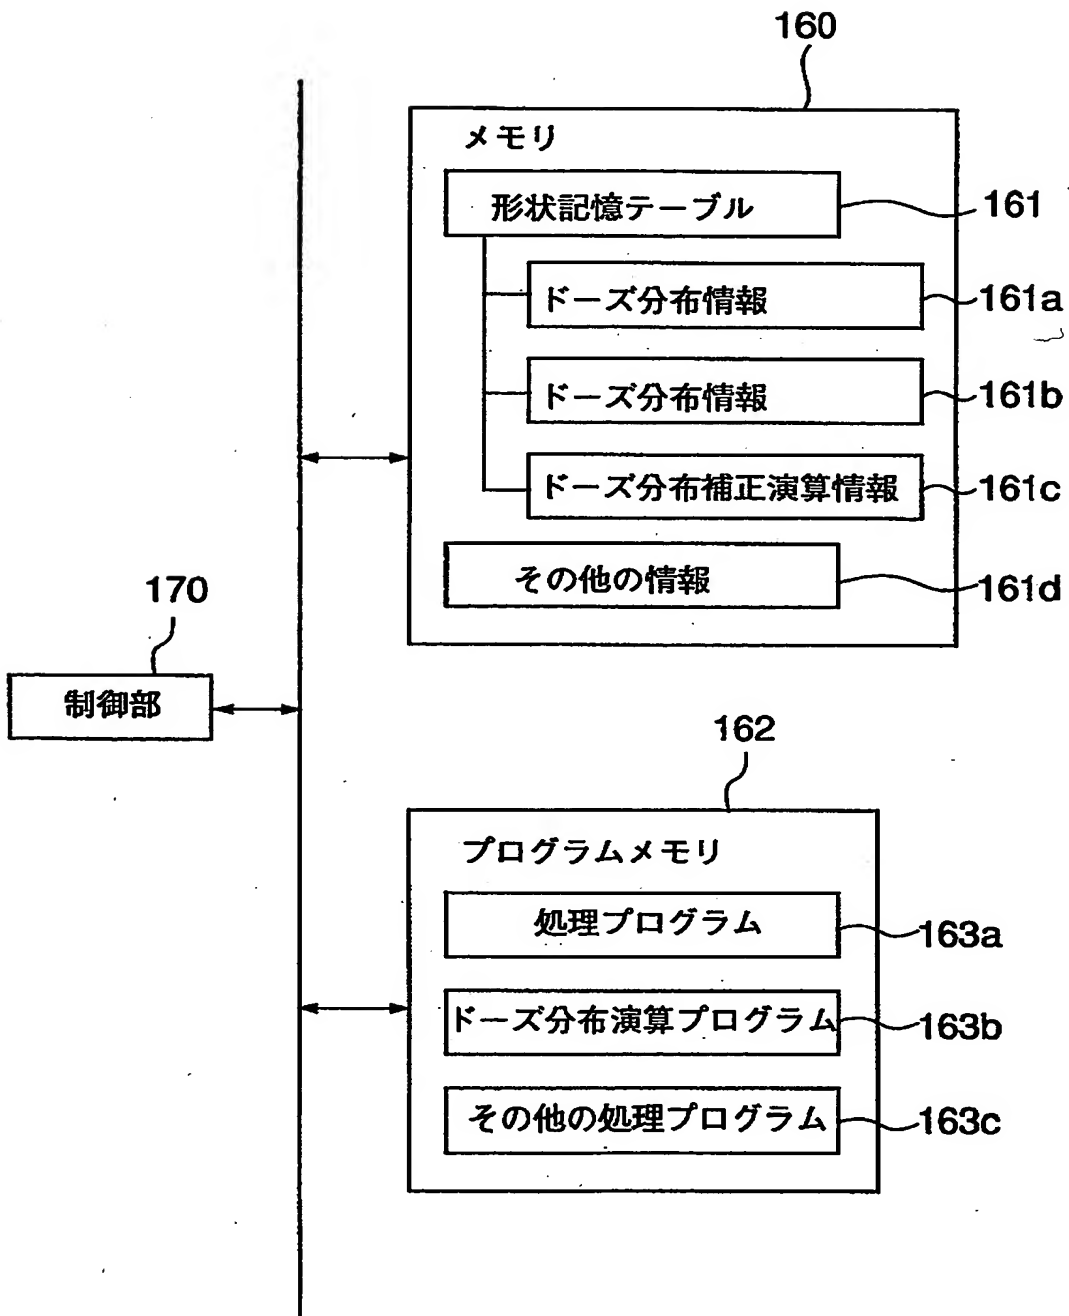 160
メモリ
形状記憶テーブル
161
ドーズ分布情報
161a
ドーズ分布情報
161b
ドーズ分布補正演算情報
161c
その他の情報
161d
170
制御部
162
プログラムメモリ
処理プログラム
163a
ドーズ分布演算プログラム
163b
その他の処理プログラム
163c